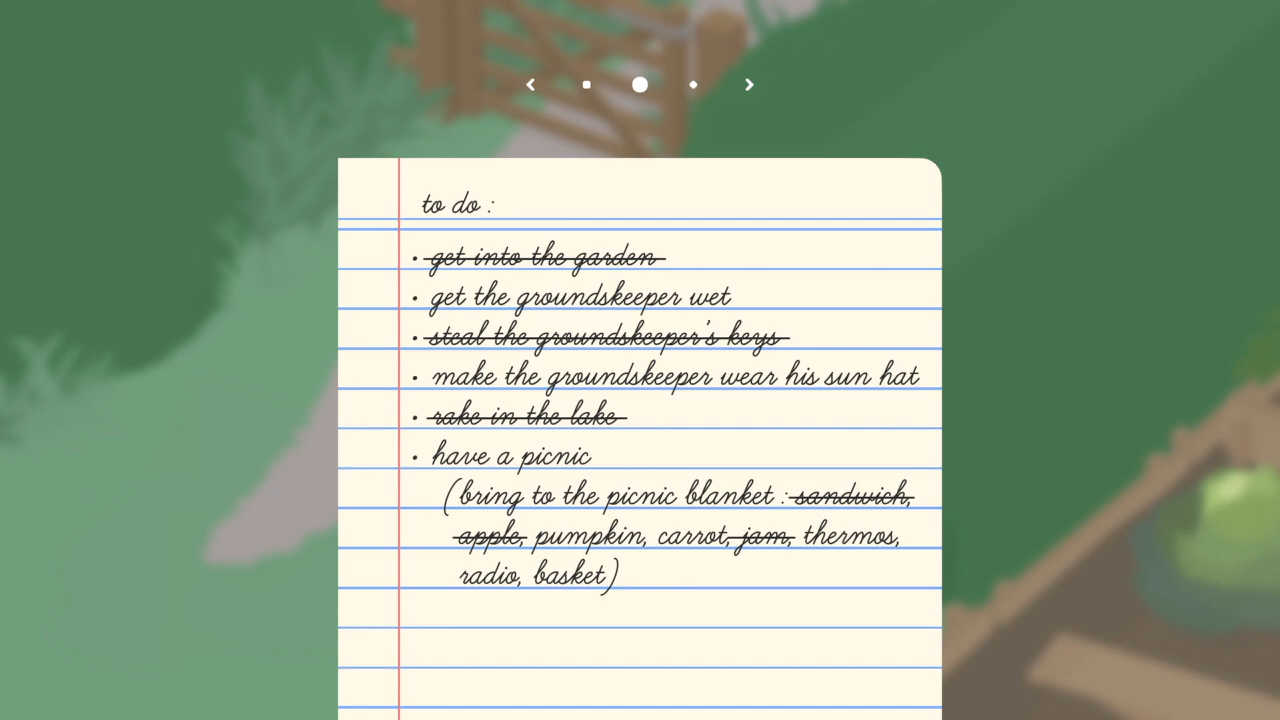 to do :
• get into the garden
• get the groundskeeper wet
• steal the groundskeeper's keys
• make the groundskeeper wear his sun hat
• rake in the lake
• have a picnic
(bring to the picnic blanket : sandwich,
apple, pumpkin, carrot, jam, thermos,
radio, basket)